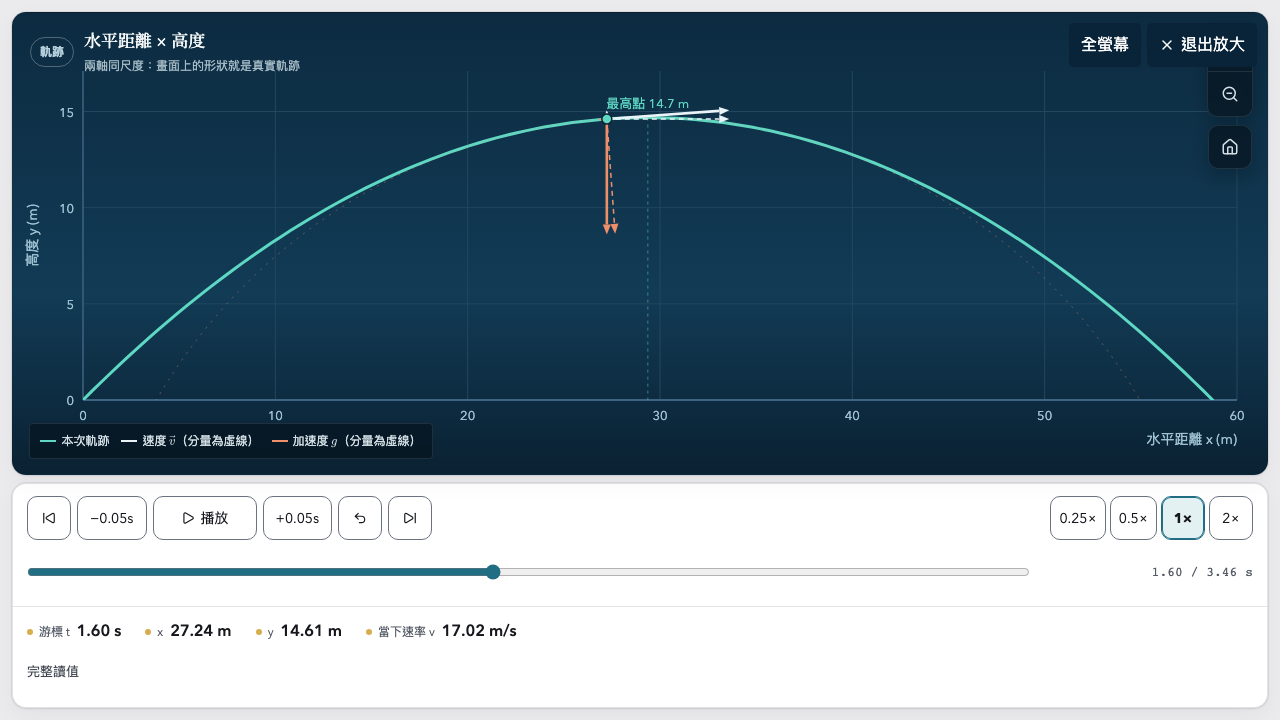 軌跡
水平距離 × 高度
兩軸同尺度：畫面上的形狀就是真實軌跡
全螢幕
× 退出放大
最高點 14.7 m
15
10
5
0
高度 y (m)
0 10 20 30 40 50 60
水平距離 x (m)
本次軌跡 速度 v⃗（分量為虛線） 加速度 g（分量為虛線）
−0.05s 播放 +0.05s
0.25× 0.5× 1× 2×
1.60 / 3.46 s
游標 t 1.60 s x 27.24 m y 14.61 m 當下速率 v 17.02 m/s
完整讀值